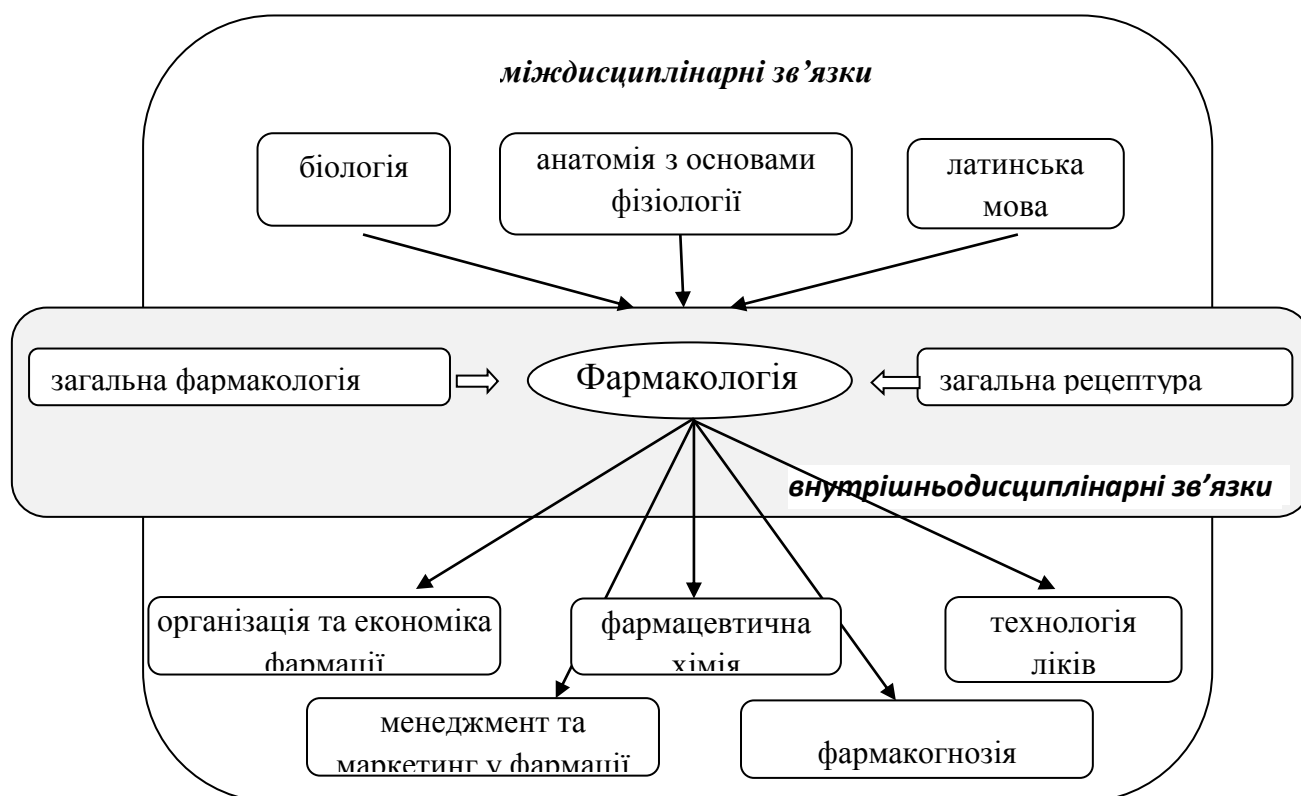 міждисциплінарні зв’язки
біологія
анатомія з основами
фізіології
латинська
мова
загальна фармакологія
Фармакологія
загальна рецептура
внутрішньодисциплінарні зв’язки
організація та економіка
фармації
фармацевтична
хімія
технологія
ліків
менеджмент та
маркетинг у фармації
фармакогнозія